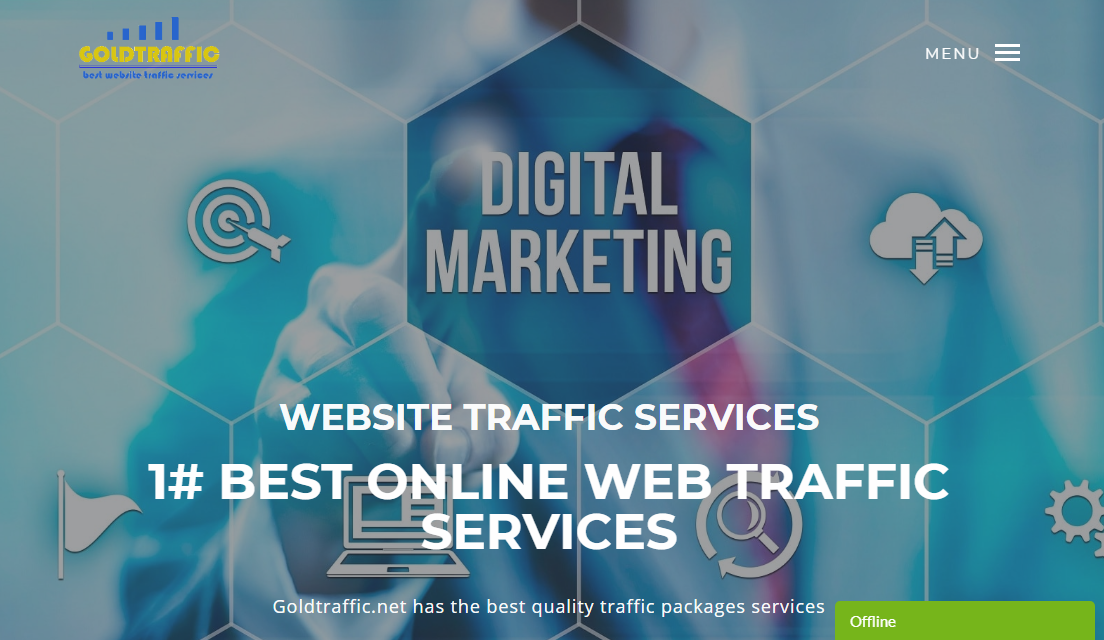 GOLDTRAFFIC
best website traffic services
MENU
DIGITAL
MARKETING
WEBSITE TRAFFIC SERVICES
1# BEST ONLINE WEB TRAFFIC
SERVICES
Goldtraffic.net has the best quality traffic packages services
Offline